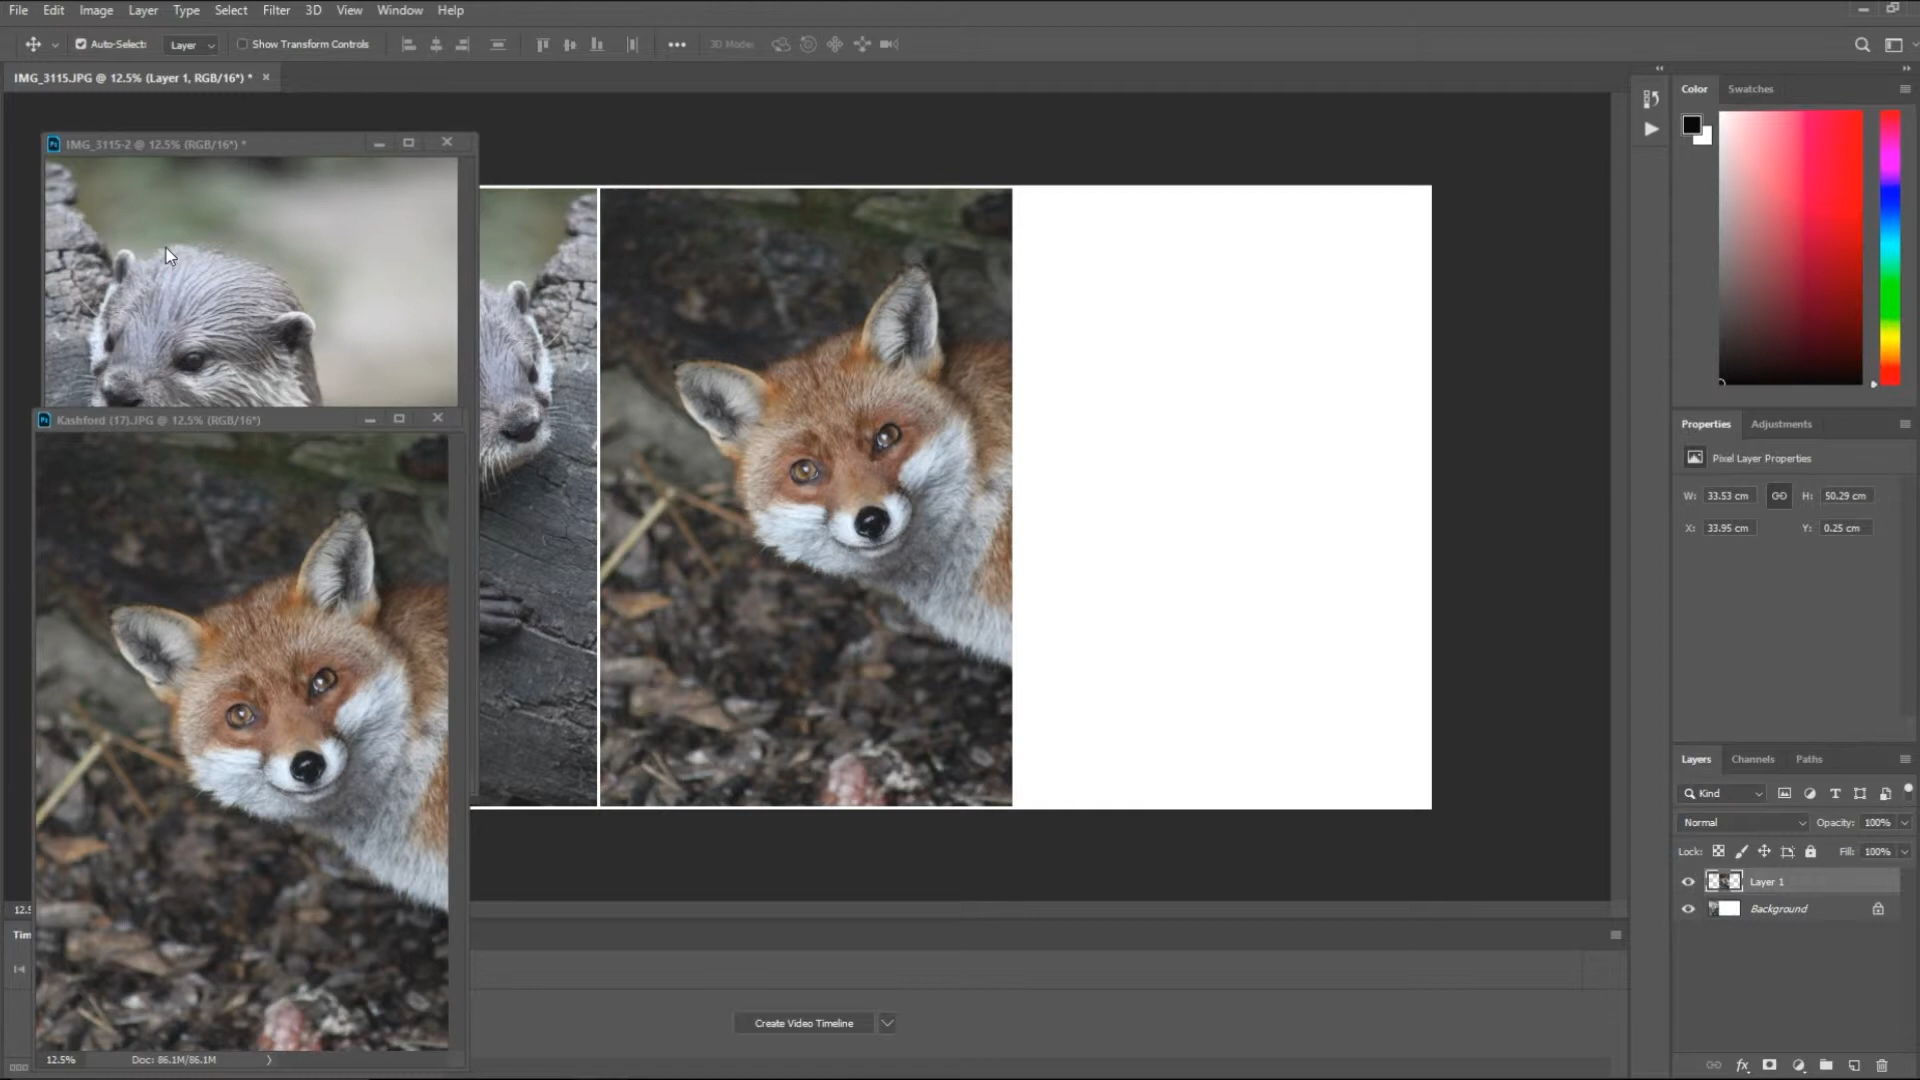 File Edit Image Layer Type Select Filter 3D View Window Help
Auto-Select: Layer Show Transform Controls ••• 3D Mode:
IMG_3115.JPG @ 12.5% (Layer 1, RGB/16*) * ×
Color Swatches
IMG_3115-2 @ 12.5% (RGB/16*) *
Kashford (17).JPG @ 12.5% (RGB/16*)
Properties Adjustments
Pixel Layer Properties
W: 33.53 cm H: 50.29 cm
X: 33.95 cm Y: 0.25 cm
Layers Channels Paths
Kind
Normal Opacity: 100%
Lock: Fill: 100%
Layer 1
Background
12.5
Tim
Create Video Timeline
12.5% Doc: 86.1M/86.1M